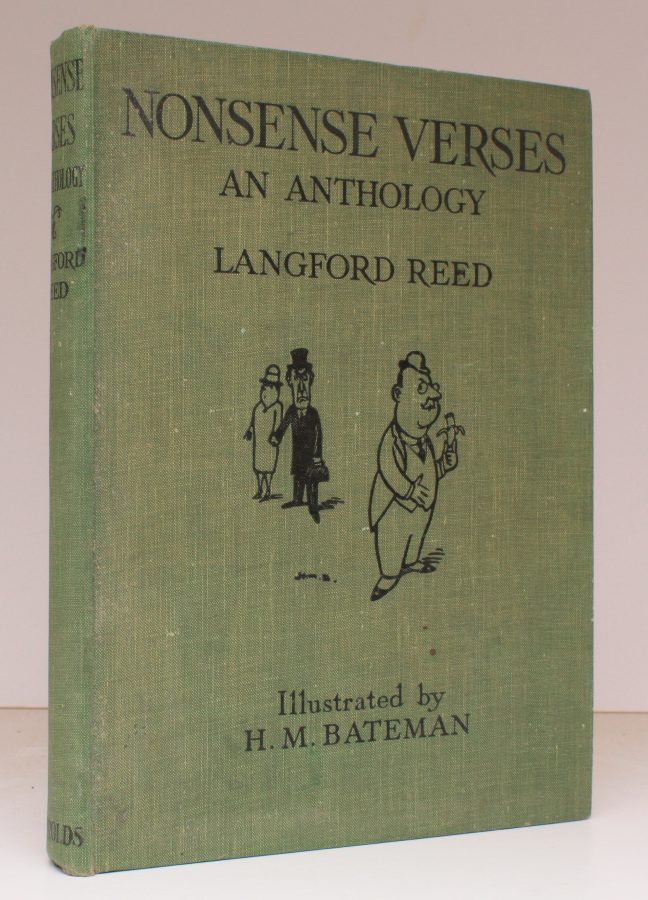 NONSENSE VERSES
AN ANTHOLOGY
LANGFORD REED
Illustrated by
H. M. BATEMAN